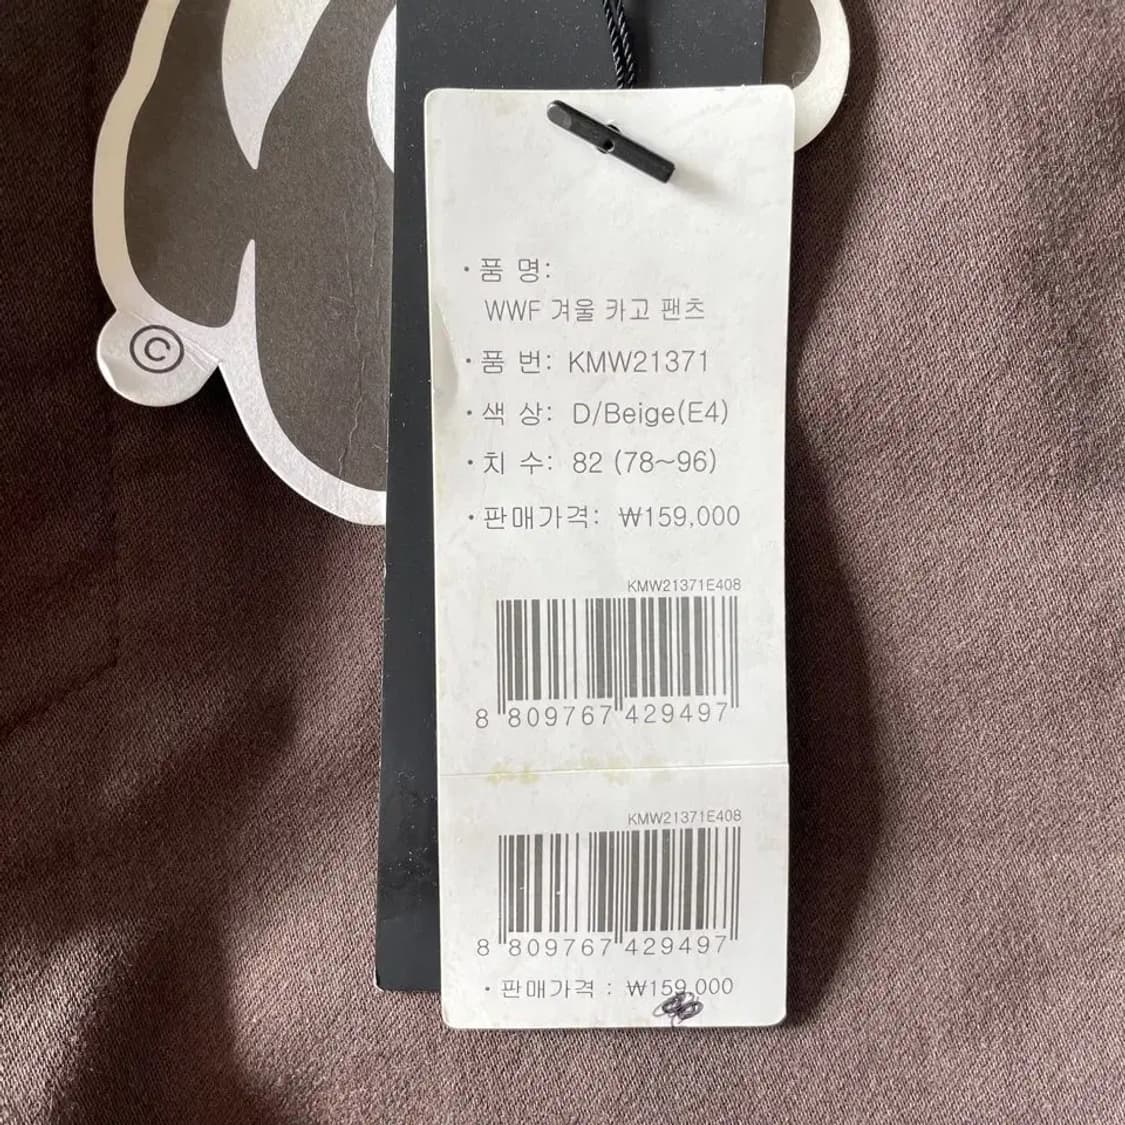 ©
· 품 명:
WWF 겨울 카고 팬츠
· 품 번: KMW21371
· 색 상: D/Beige(E4)
· 치 수: 82 (78~96)
· 판매가격: ₩159,000
KMW21371E408
8 809767 429497
KMW21371E408
8 809767 429497
· 판매가격 : ₩159,000